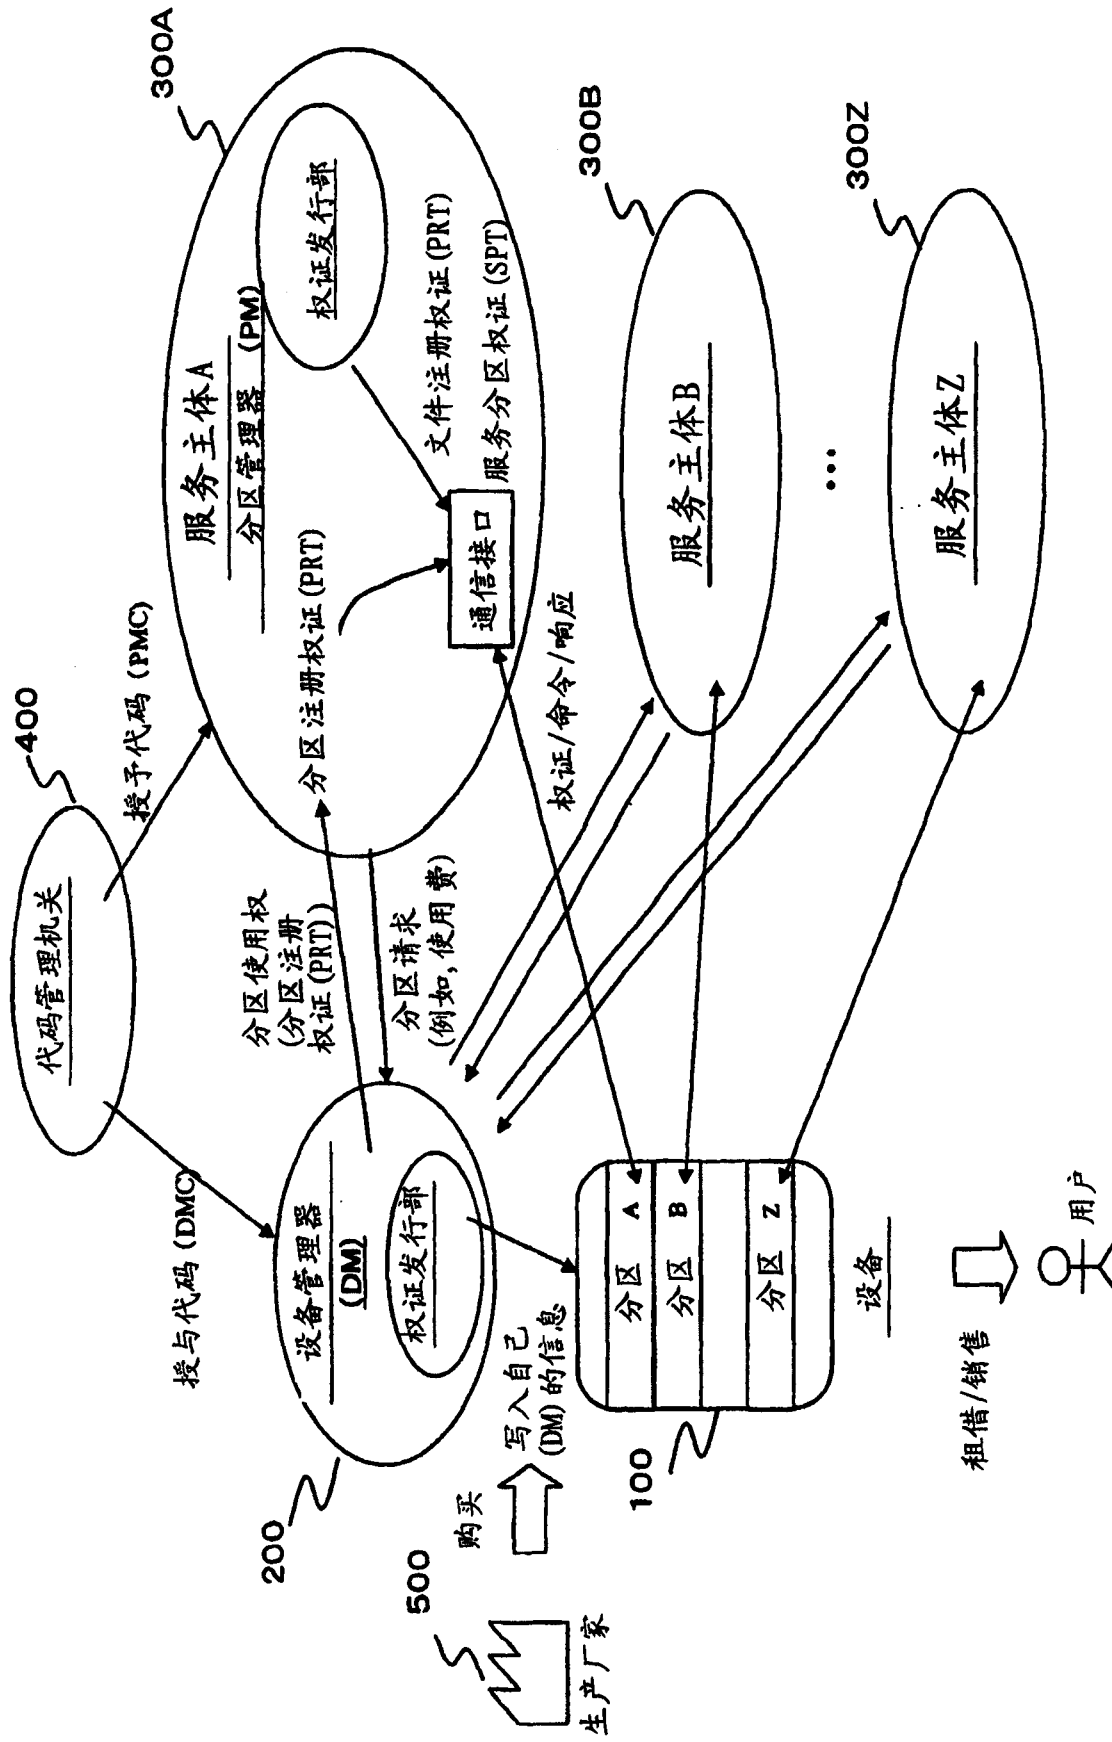 400
代码管理机关
授与代码(DMC)
授予代码(PMC)
300A
服务主体A
分区管理器 (PM)
权证发行部
分区注册权证(PRT)
文件注册权证(PRT)
服务分区权证(SPT)
通信接口
200
设备管理器
(DM)
权证发行部
分区使用权
(分区注册
权证(PRT))
分区请求
(例如,使用费)
权证/命令/响应
300B
服务主体B
...
300Z
服务主体Z
500
生产厂家
购买
写入自己
(DM)的信息
100
分区 A
分区 B
分区 Z
设备
租借/销售
用户